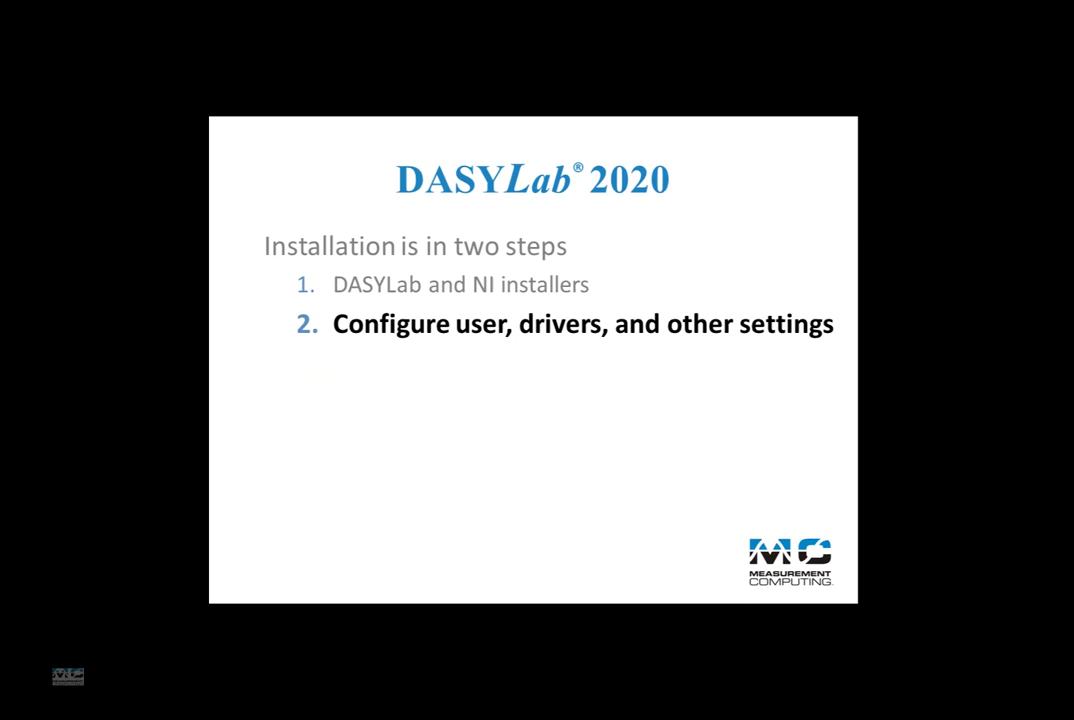 DASYLab® 2020
Installation is in two steps
1. DASYLab and NI installers
2. Configure user, drivers, and other settings
MC
MEASUREMENT
COMPUTING.